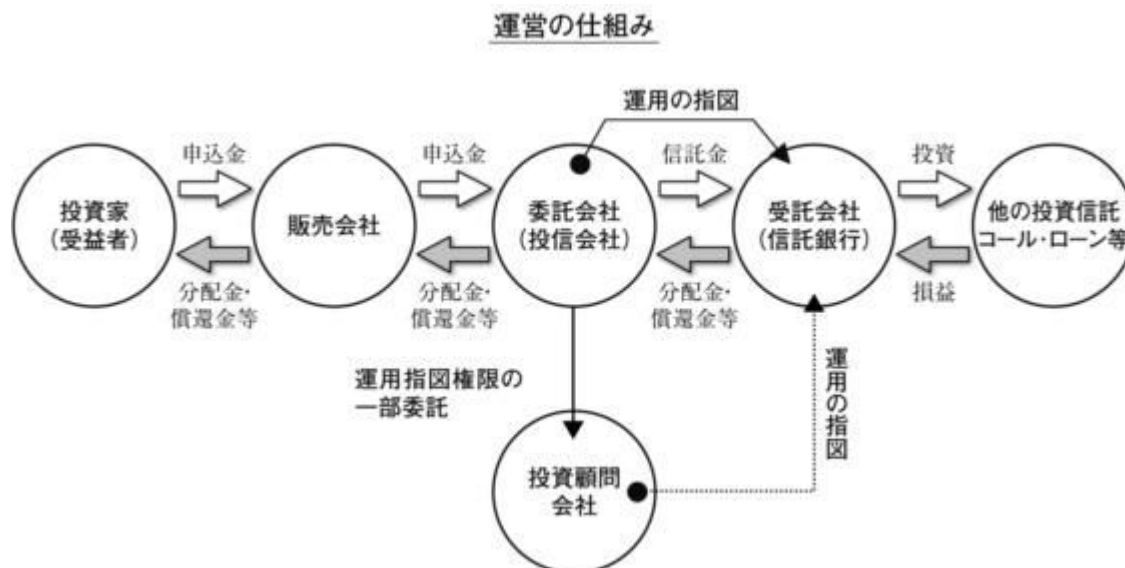 運営の仕組み
運用の指図
申込金
申込金
信託金
投資
投資家
(受益者)
販売会社
委託会社
(投信会社)
受託会社
(信託銀行)
他の投資信託
コール・ローン等
分配金・
償還金等
分配金・
償還金等
分配金・
償還金等
損益
運用指図権限の
一部委託
運用の指図
投資顧問
会社